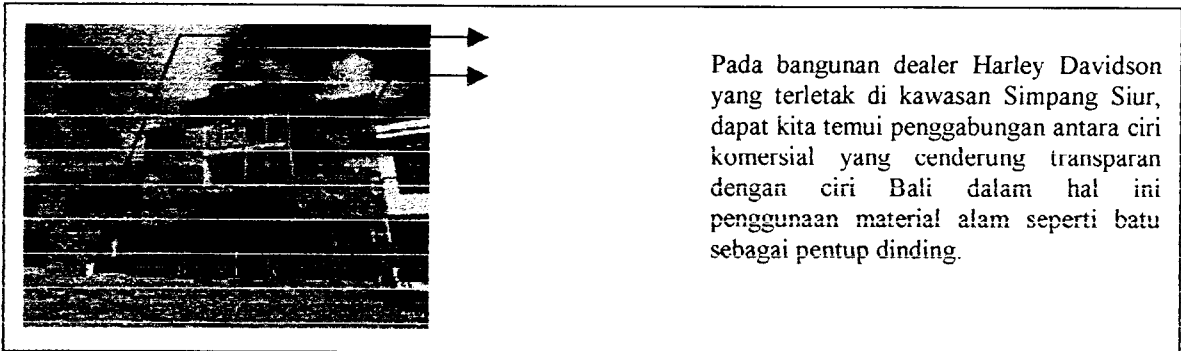 Pada bangunan dealer Harley Davidson
yang terletak di kawasan Simpang Siur,
dapat kita temui penggabungan antara ciri
komersial yang cenderung transparan
dengan ciri Bali dalam hal ini
penggunaan material alam seperti batu
sebagai pentup dinding.